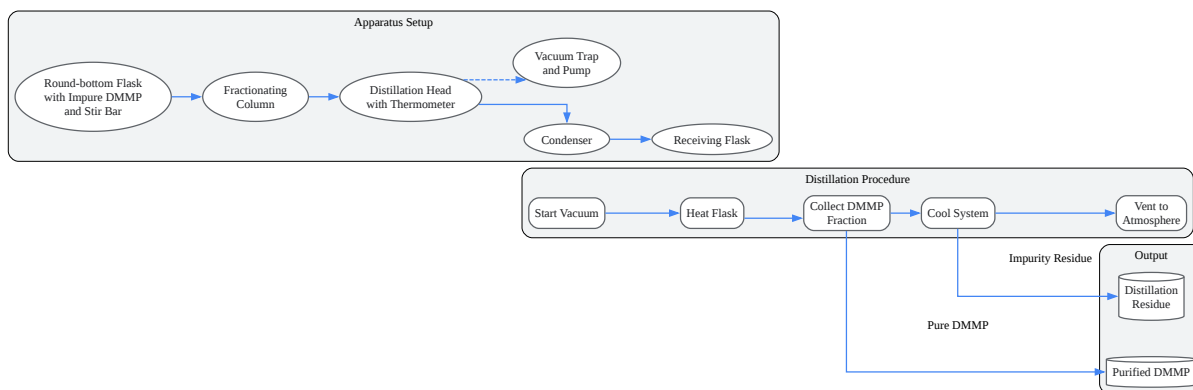 Apparatus Setup
Round-bottom Flask
with Impure DMMP
and Stir Bar
Fractionating
Column
Distillation Head
with Thermometer
Vacuum Trap
and Pump
Condenser
Receiving Flask
Distillation Procedure
Start Vacuum
Heat Flask
Collect DMMP
Fraction
Cool System
Vent to
Atmosphere
Impurity Residue
Pure DMMP
Output
Distillation
Residue
Purified DMMP